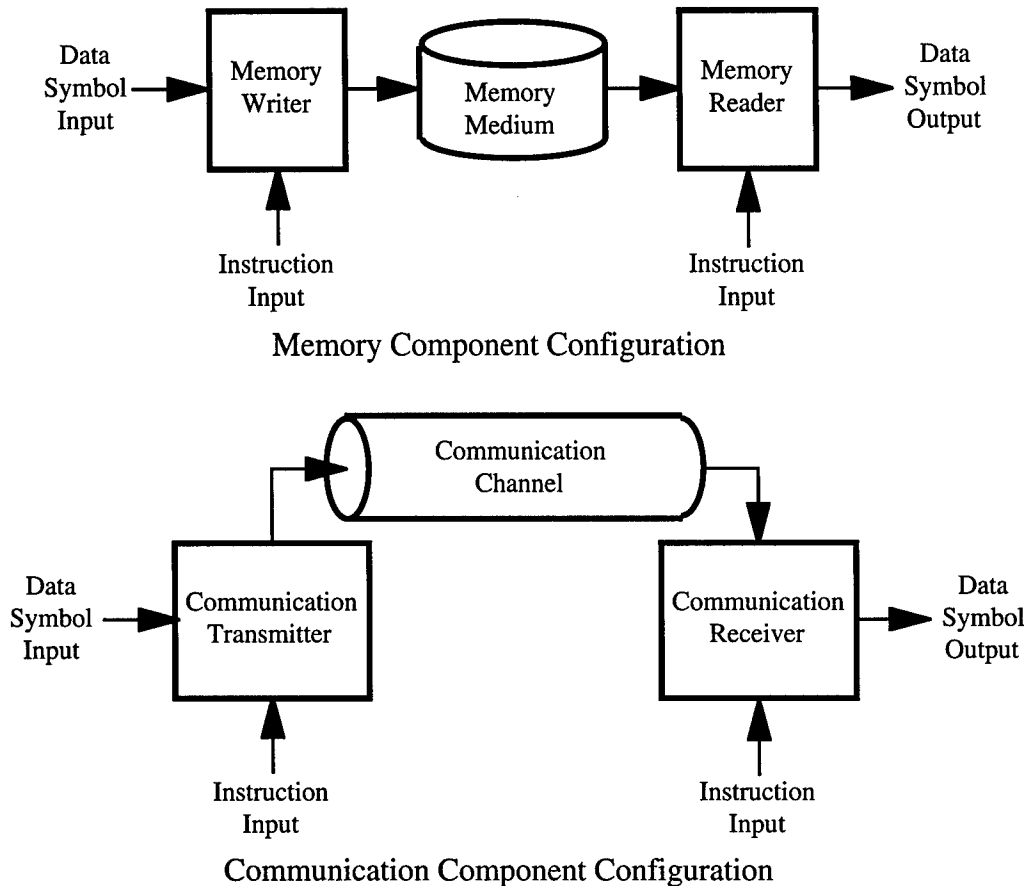 Data
Symbol
Input
Memory
Writer
Memory
Medium
Memory
Reader
Data
Symbol
Output
Instruction
Input
Instruction
Input
Memory Component Configuration
Communication
Channel
Data
Symbol
Input
Communication
Transmitter
Communication
Receiver
Data
Symbol
Output
Instruction
Input
Instruction
Input
Communication Component Configuration